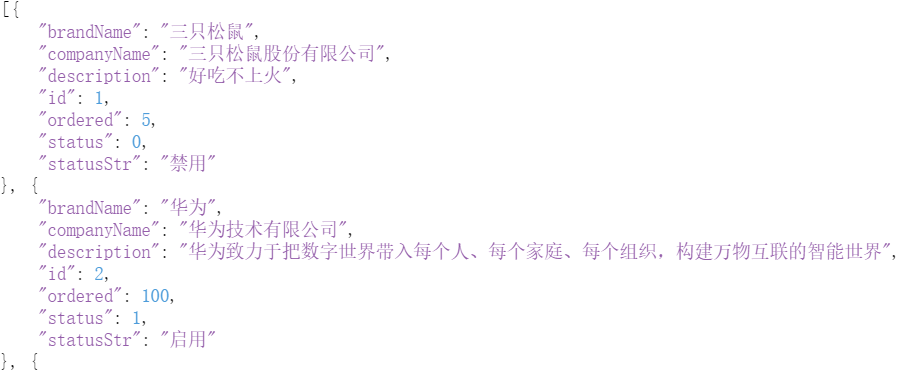 [{
    "brandName": "三只松鼠",
    "companyName": "三只松鼠股份有限公司",
    "description": "好吃不上火",
    "id": 1,
    "ordered": 5,
    "status": 0,
    "statusStr": "禁用"
}, {
    "brandName": "华为",
    "companyName": "华为技术有限公司",
    "description": "华为致力于把数字世界带入每个人、每个家庭、每个组织，构建万物互联的智能世界",
    "id": 2,
    "ordered": 100,
    "status": 1,
    "statusStr": "启用"
}, {